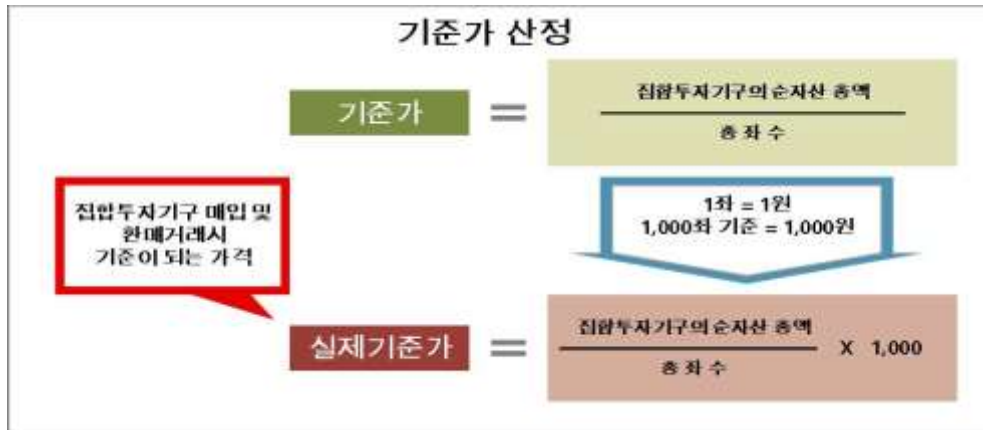 기준가 산정
기준가 =
집합투자기구의 순자산 총액
총 좌 수
집합투자기구 매입 및
환매거래시
기준이 되는 가격
1좌 = 1원
1,000좌 기준 = 1,000원
실제기준가 =
집합투자기구의 순자산 총액
총 좌 수
X 1,000